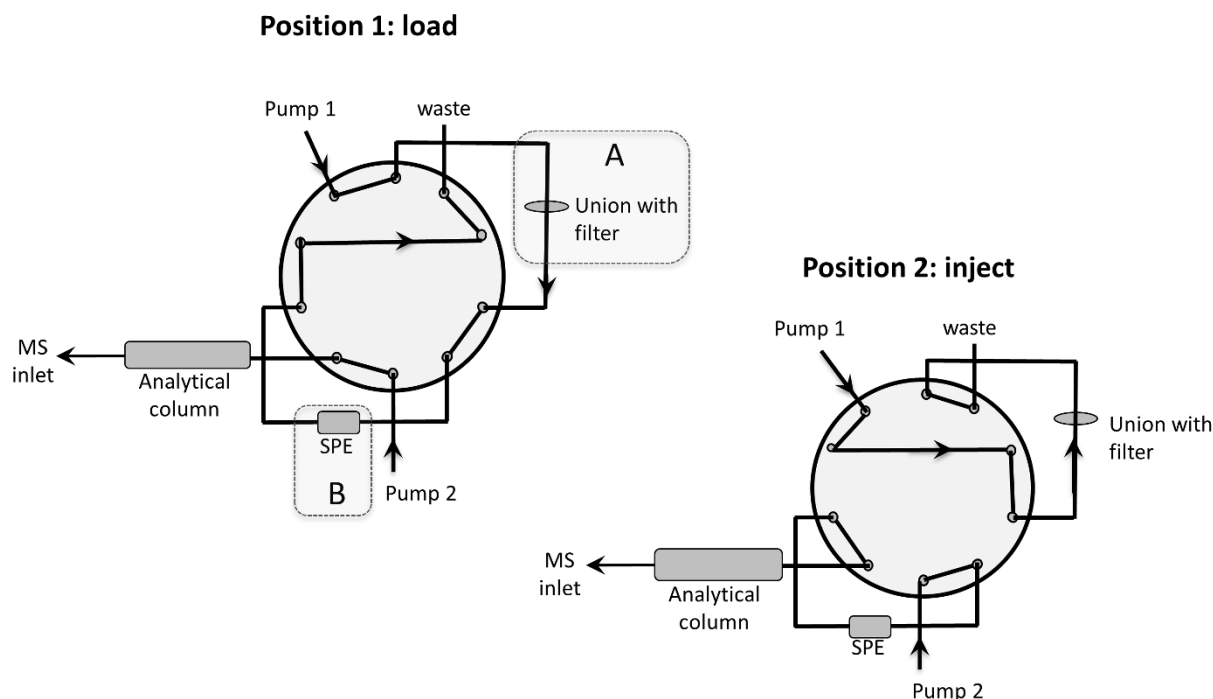 Position 1: load
Pump 1
waste
A
Union with
filter
MS
inlet
Analytical
column
SPE
B
Pump 2
Position 2: inject
Pump 1
waste
Union with
filter
MS
inlet
Analytical
column
SPE
Pump 2